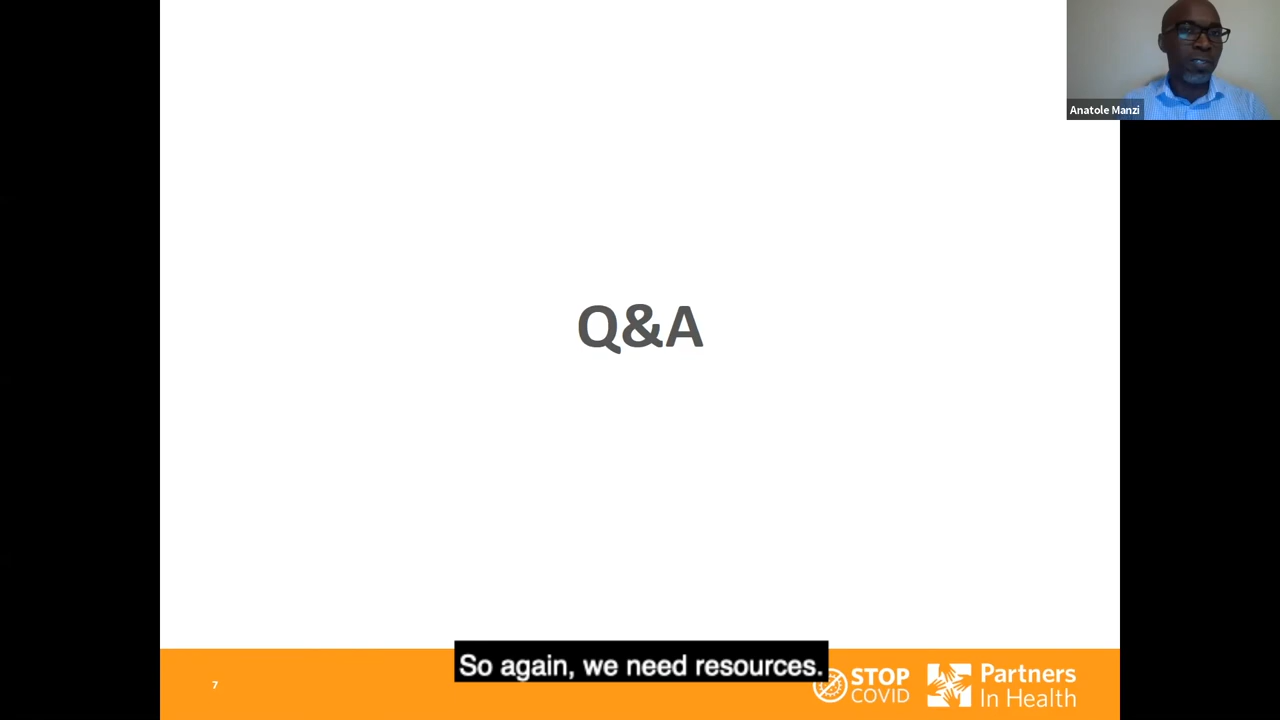 Anatole Manzi
Q&A
So again, we need resources.
7
STOP
COVID
Partners
In Health